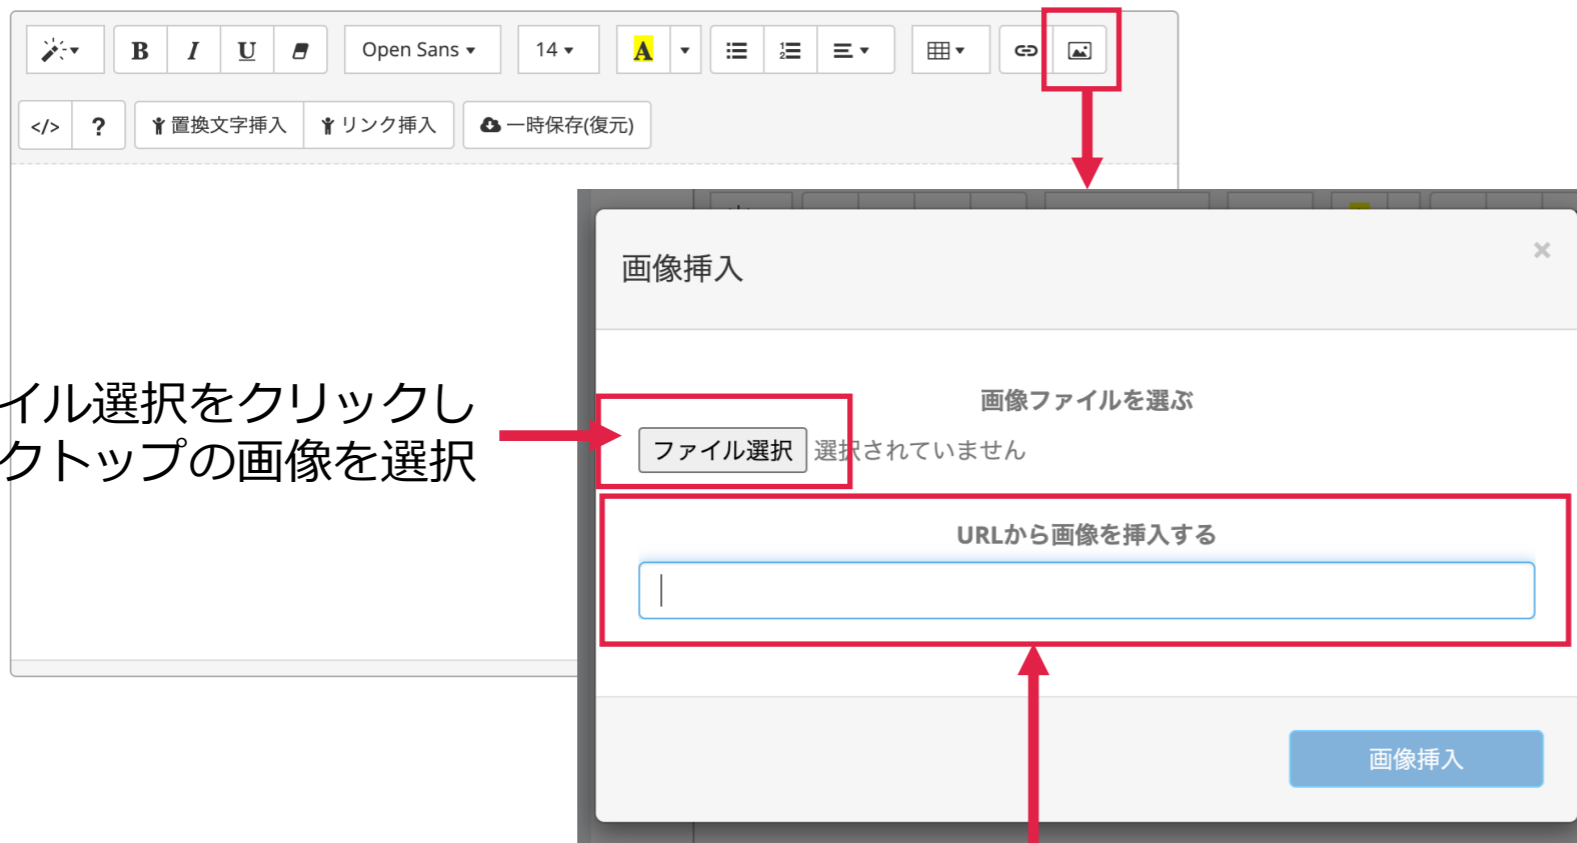 B I U Open Sans 14 A
</> ? 置換文字挿入 リンク挿入 一時保存(復元)
画像挿入 ×
イル選択をクリックし
クトップの画像を選択
画像ファイルを選ぶ
ファイル選択 選択されていません
URLから画像を挿入する
画像挿入